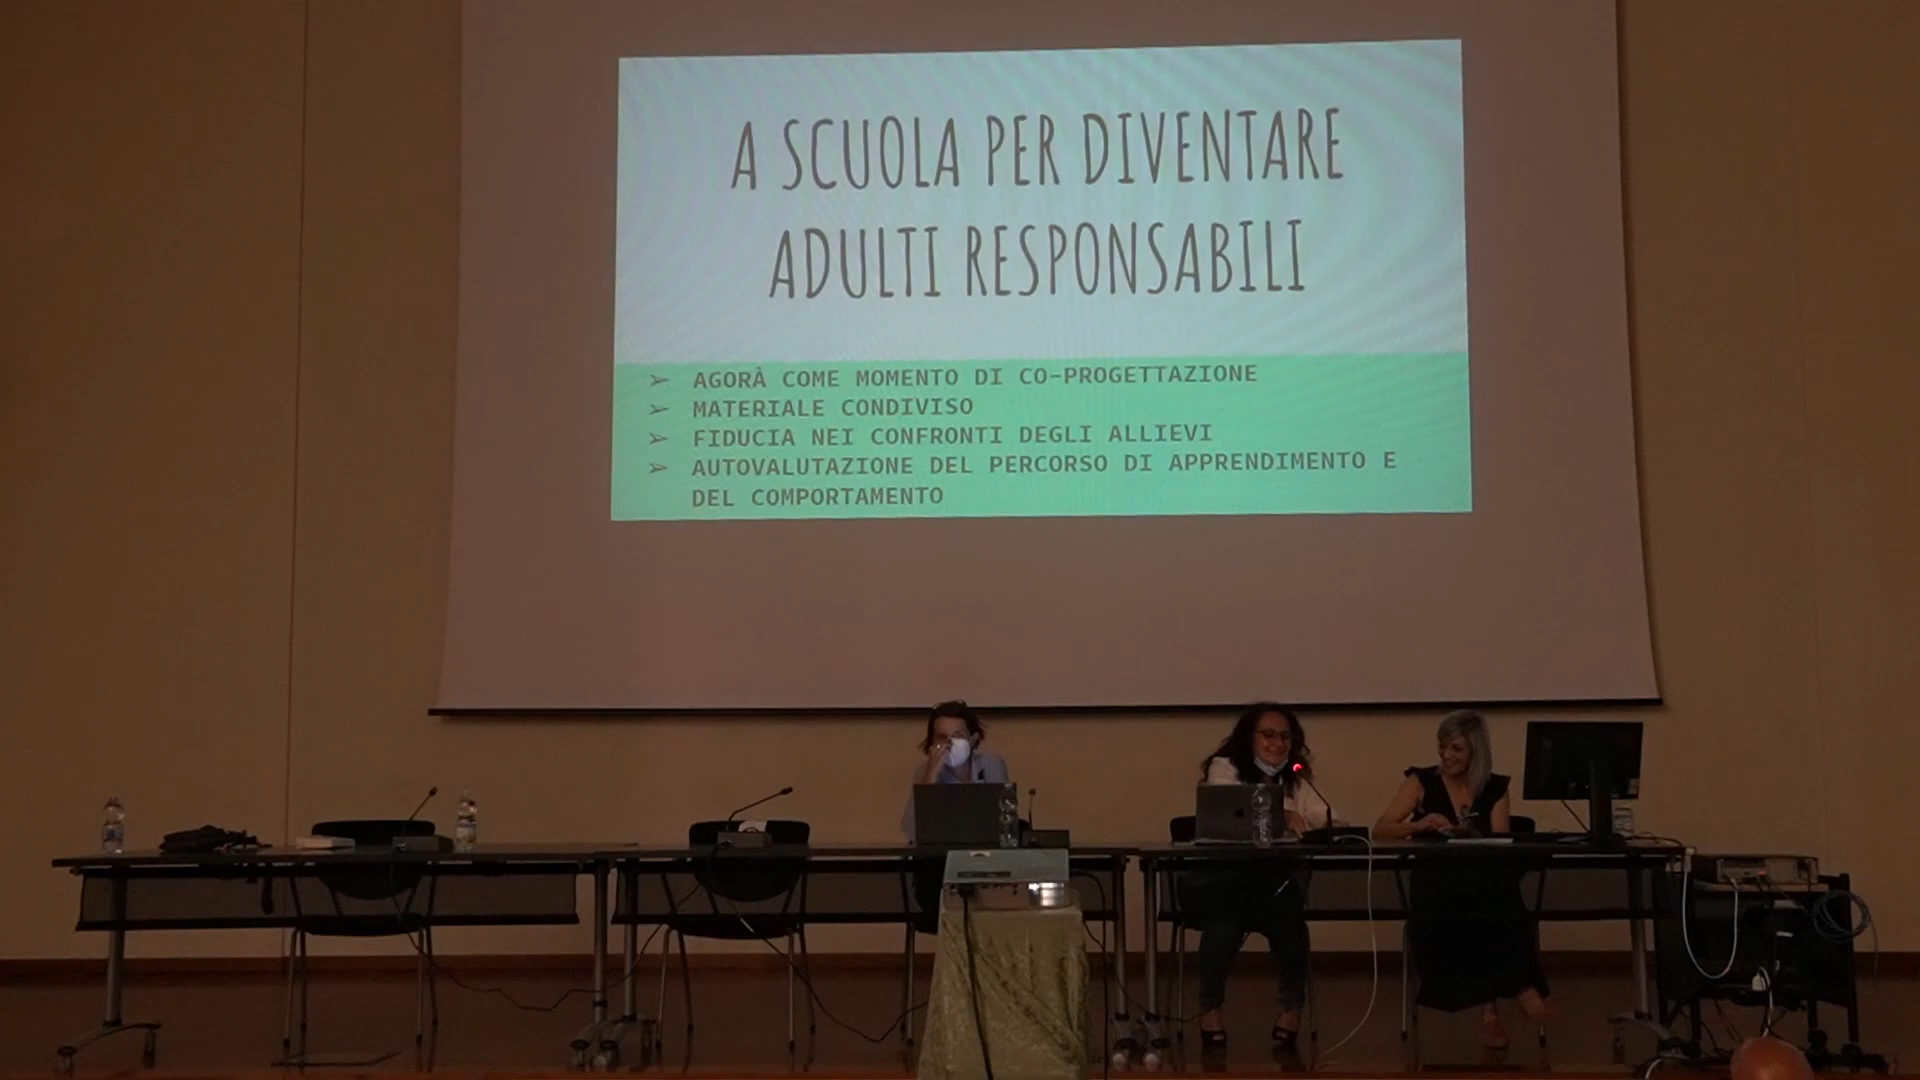 A SCUOLA PER DIVENTARE
ADULTI RESPONSABILI
➢ AGORÀ COME MOMENTO DI CO-PROGETTAZIONE
➢ MATERIALE CONDIVISO
➢ FIDUCIA NEI CONFRONTI DEGLI ALLIEVI
➢ AUTOVALUTAZIONE DEL PERCORSO DI APPRENDIMENTO E
DEL COMPORTAMENTO